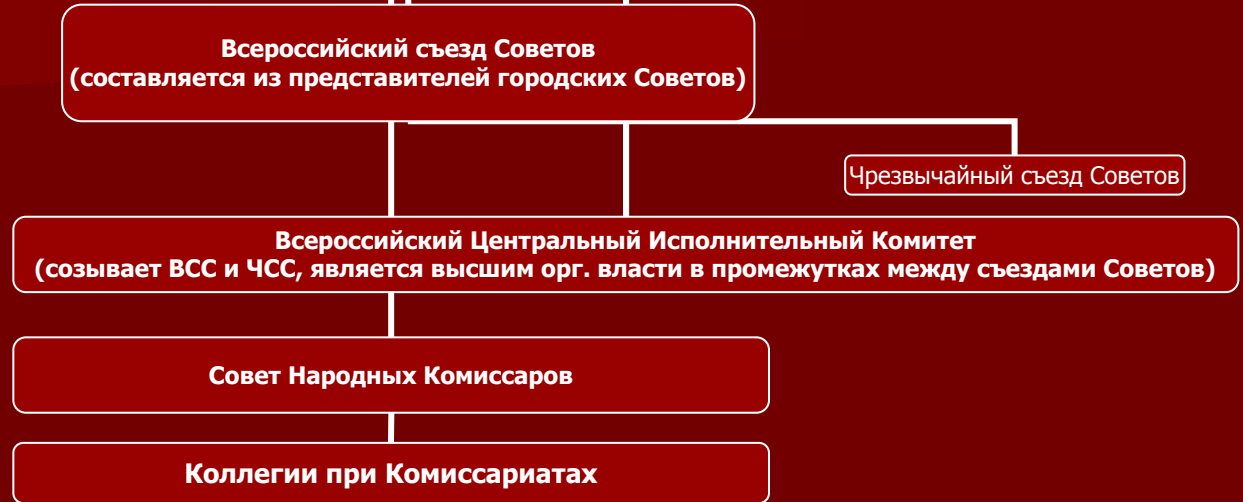 Всероссийский съезд Советов
(составляется из представителей городских Советов)
Чрезвычайный съезд Советов
Всероссийский Центральный Исполнительный Комитет
(созывает ВСС и ЧСС, является высшим орг. власти в промежутках между съездами Советов)
Совет Народных Комиссаров
Коллегии при Комиссариатах